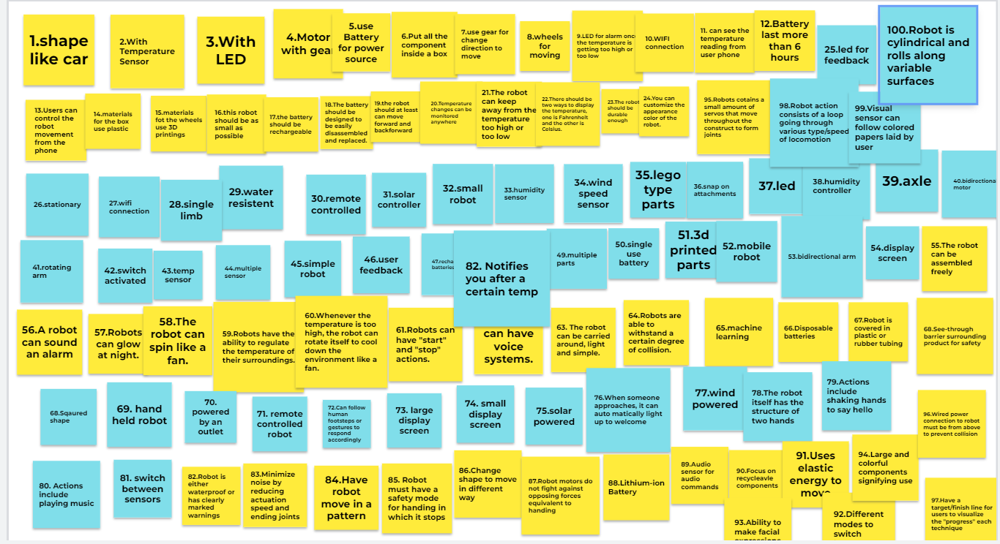 1.shape
like car
2.With
Temperature
Sensor
3.With
LED
4.Motor
with gea
5.use
Battery
for power
source
6.Put all the
component
inside a box
7.use gear for
change
direction to
move
8.wheels
for
moving
9.LED for alarm onc
the temperature is
getting too high or
too low
10.WIFI
connection
11. can see the
temperature
reading from
user phone
12.Battery
last more
than 6
hours
25.led for
feedback
100.Robot is
cylindrical and
rolls along
variable
surfaces
13.Users can
control the
robot
movement
from the
phone
14.materials
for the box
use plastic
15.materials
fot the wheels
use 3D
printings
16.this robot
should be as
small as
possible
17.the battery
should be
rechargeable
18.The battery
should be
designed to
be easily
disassembled
and replaced.
19.the robot
should at least
can move
forward and
backforward
20.Temperature
changes can be
monitored
anywhere
21.The robot
can keep
away from the
temperature
too high or
too low
22.There should be
two ways to display
the temperature,
one is Fahrenheit
and the other is
Celsius.
23.The robot
should be
durable
enough
24.You can
customize the
appearance
color of the
robot.
95.Robots cotains a
small amount of
servos that move
throughout the
construct to form
joints
98.Robot action
consists of a loop
going through
various type/speed
of locomotion
99.Visual
sensor can
follow colored
papers laid by
user
26.stationary
27.wifi
connection
28.single
limb
29.water
resistent
30.remote
controlled
31.solar
controller
32.small
robot
33.humidity
sensor
34.wind
speed
sensor
35.lego
type
parts
36.snap on
attachments
37.led
38.humidity
controller
39.axle
40.bidirectiona
motor
41.rotating
arm
42.switch
activated
43.temp
sensor
44.multiple
sensor
45.simple
robot
46.user
feedback
47.recha
batteries
82. Notifies
you after a
certain temp
49.multiple
parts
50.single
use
battery
51.3d
printed
parts
52.mobile
robot
53.bidirectional arm
54.display
screen
55.The robot
can be
assembled
freely
56.A robot
can sound
an alarm
57.Robots
can glow
at night.
58.The
robot can
spin like a
fan.
59.Robots have the
ability to regulate
the temperature of
their surroundings.
60.Whenever the
temperature is too
high, the robot can
rotate itself to cool
down the
environment like a
fan.
61.Robots can
have "start"
and "stop"
actions.
can have
voice
systems.
63. The robot
can be carried
around, light
and simple.
64.Robots are
able to
withstand a
certain degree
of collision.
65.machine
learning
66.Disposable
batteries
67.Robot is
covered in
plastic or
rubber tubing
68.See-through
barrier surrounding
product for safety
68.Sqaured
shape
69. hand
held robot
70.
powered
by an
outlet
71. remote
controlled
robot
72.Can follow
human
footsteps or
gestures to
respond
accordingly
73. large
display
screen
74. small
display
screen
75.solar
powered
76.When someone
approaches, it can
auto matically light
up to welcome
77.wind
powered
78.The robot
itself has the
structure of
two hands
79.Actions
include
shaking hands
to say hello
96.Wired power
connection to robot
must be from above
to prevent collision
80. Actions
include
playing music
81. switch
between
sensors
82.Robot is
either
waterproof or
has clearly
marked
warnings
83.Minimize
noise by
reducing
actuation
speed and
ending joints
84.Have
robot
move in a
pattern
85. Robot
must have a
safety mode
for handing in
which it stops
86.Change
shape to move
in different
way
87.Robot motors do
not fight against
opposing forces
equivalent to
handing
88.Lithium-ion
Battery
89.Audio
sensor for
audio
commands
90.Focus on
recycleavle
components
91.Uses
elastic
energy to
move
94.Large and
colorful
components
signifying use
93.Ability to
make facial
expressions
92.Different
modes to
switch
97.Have a
target/finish line for
users to visualize
the "progress" each
technique